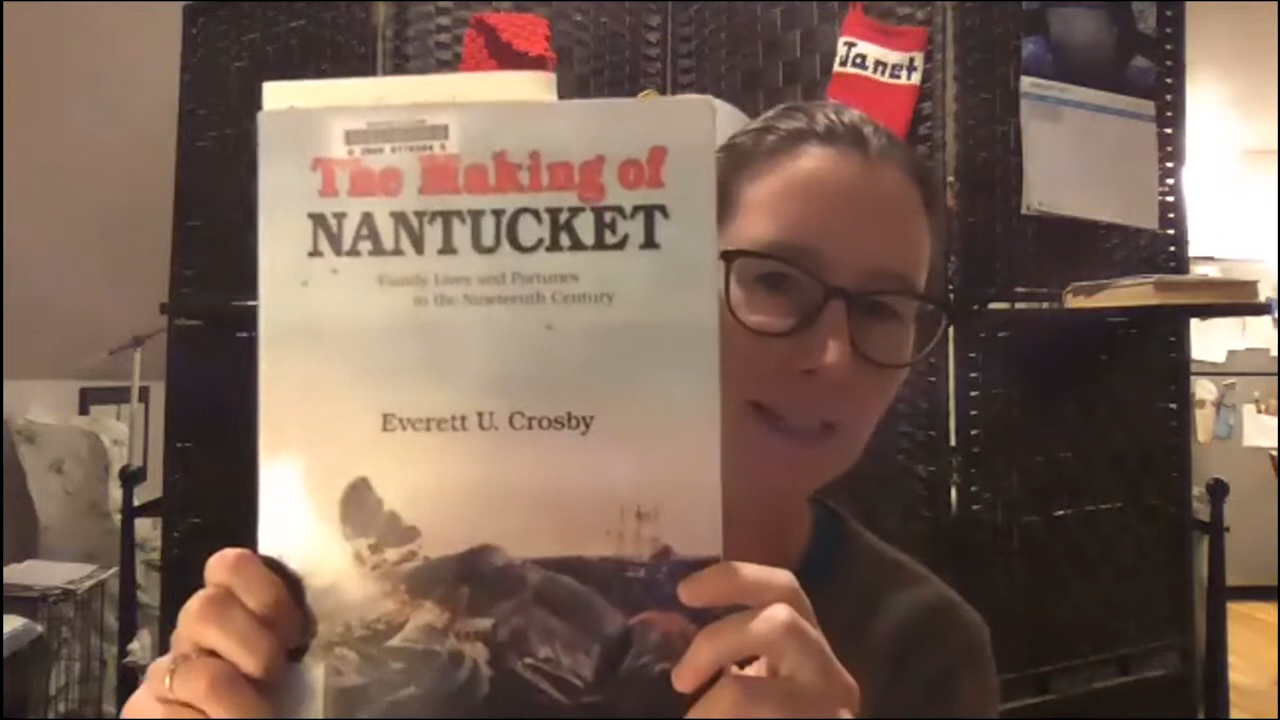 Janet
The Making of
NANTUCKET
Family Lives and Fortunes
in the Nineteenth Century
Everett U. Crosby